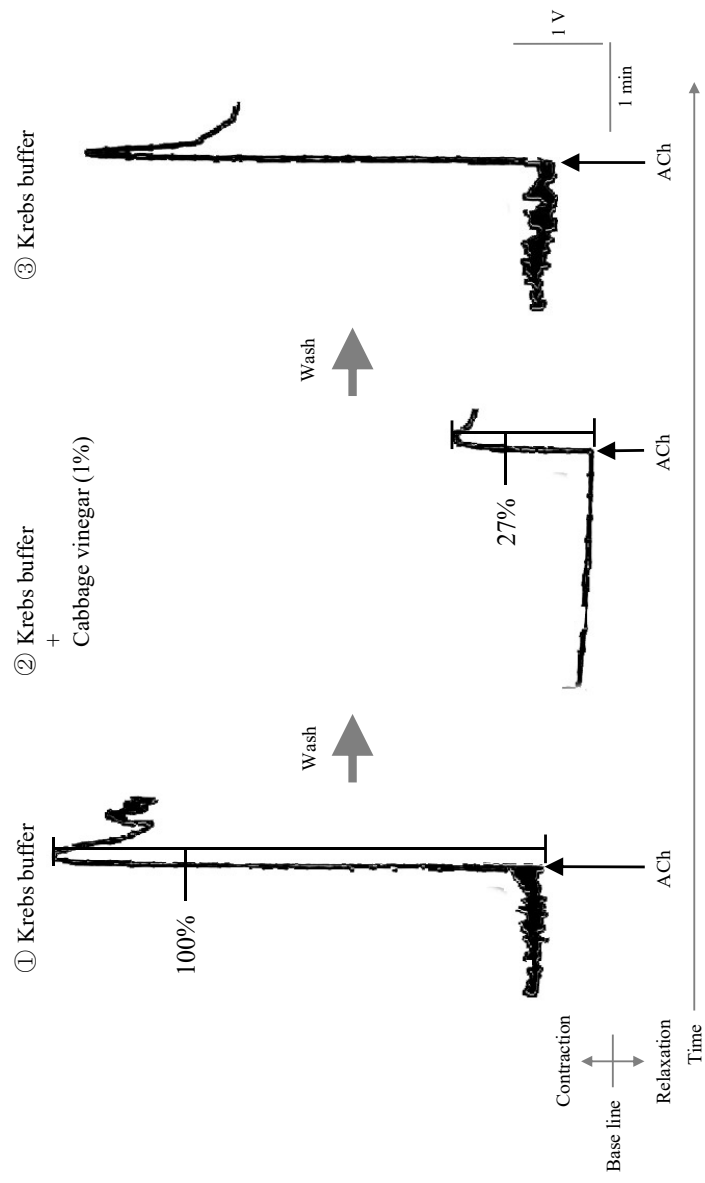 ① Krebs buffer
② Krebs buffer
+
Cabbage vinegar (1%)
③ Krebs buffer
100%
Wash
27%
Wash
1 V
1 min
ACh
ACh
ACh
Contraction
Base line
Relaxation
Time